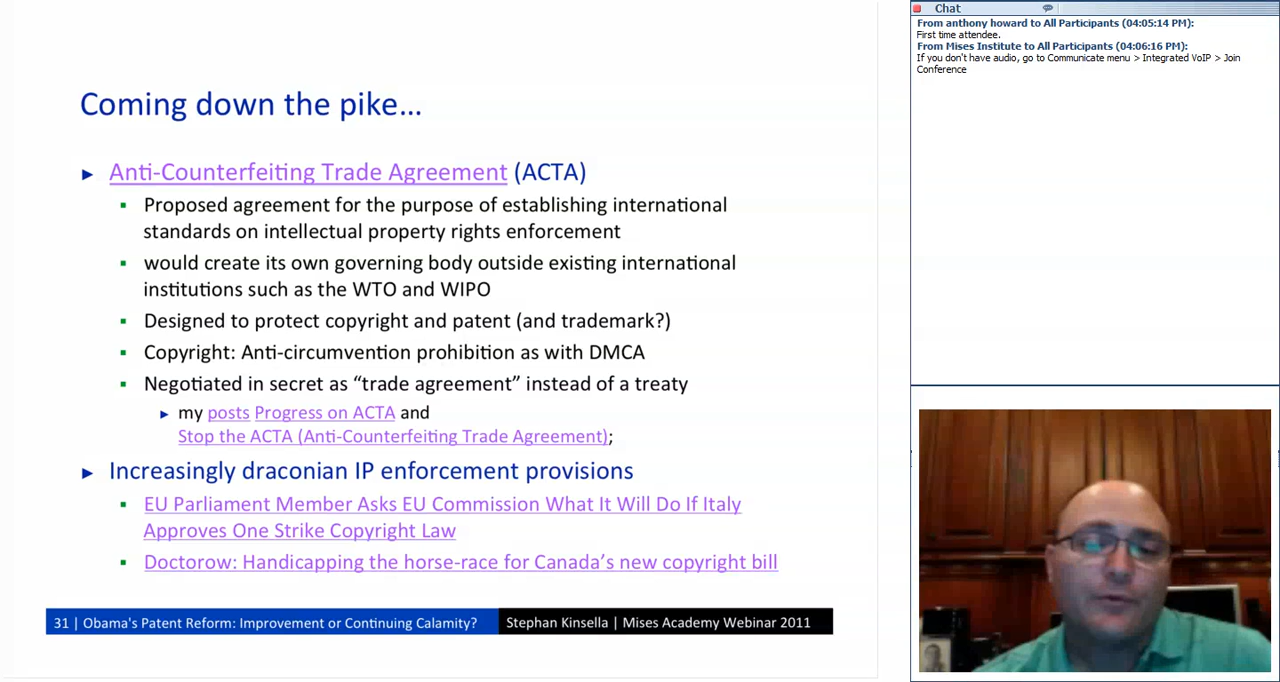 Coming down the pike...
► Anti-Counterfeiting Trade Agreement (ACTA)
▪ Proposed agreement for the purpose of establishing international
standards on intellectual property rights enforcement
▪ would create its own governing body outside existing international
institutions such as the WTO and WIPO
▪ Designed to protect copyright and patent (and trademark?)
▪ Copyright: Anti-circumvention prohibition as with DMCA
▪ Negotiated in secret as “trade agreement” instead of a treaty
► my posts Progress on ACTA and
Stop the ACTA (Anti-Counterfeiting Trade Agreement);
► Increasingly draconian IP enforcement provisions
▪ EU Parliament Member Asks EU Commission What It Will Do If Italy
Approves One Strike Copyright Law
▪ Doctorow: Handicapping the horse-race for Canada’s new copyright bill
31 | Obama's Patent Reform: Improvement or Continuing Calamity? Stephan Kinsella | Mises Academy Webinar 2011
Chat
From anthony howard to All Participants (04:05:14 PM):
First time attendee.
From Mises Institute to All Participants (04:06:16 PM):
If you don't have audio, go to Communicate menu > Integrated VoIP > Join
Conference